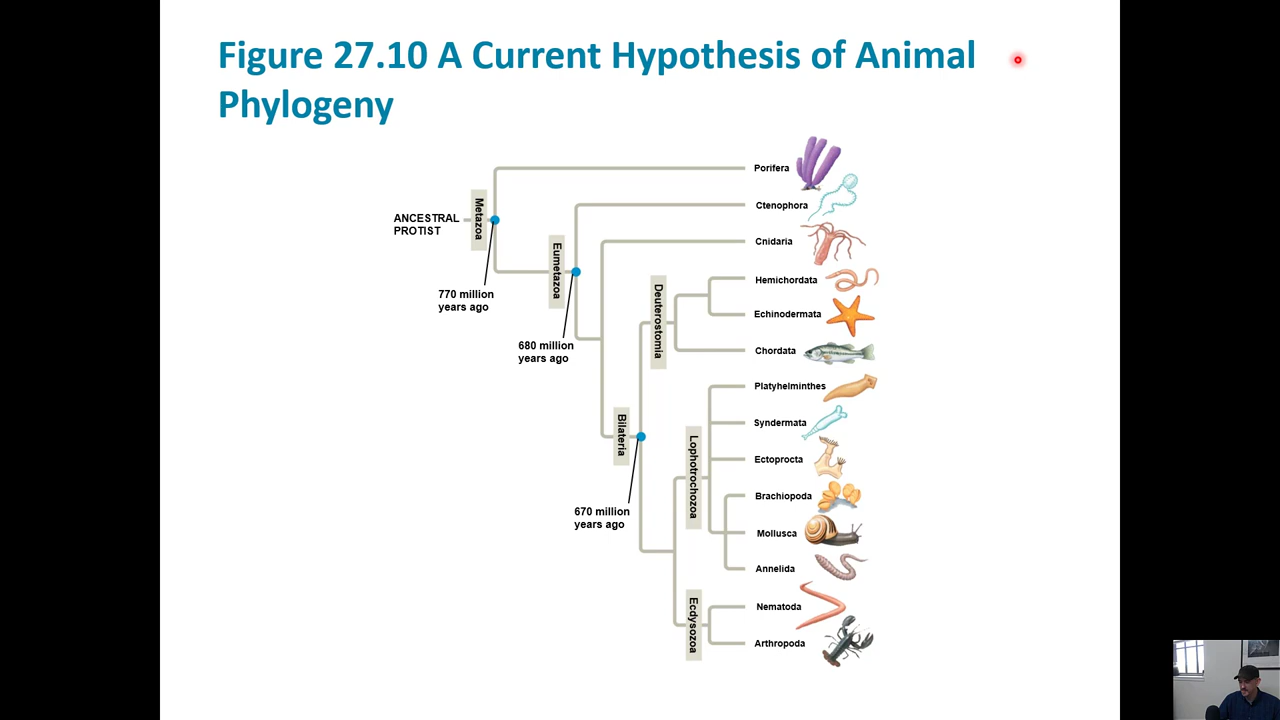 Figure 27.10 A Current Hypothesis of Animal
Phylogeny
Porifera
Ctenophora
Cnidaria
Hemichordata
Echinodermata
Chordata
Platyhelminthes
Syndermata
Ectoprocta
Brachiopoda
Mollusca
Annelida
Nematoda
Arthropoda
ANCESTRAL
PROTIST
Metazoa
770 million
years ago
Eumetazoa
680 million
years ago
Deuterostomia
Bilateria
670 million
years ago
Lophotrochozoa
Ecdysozoa